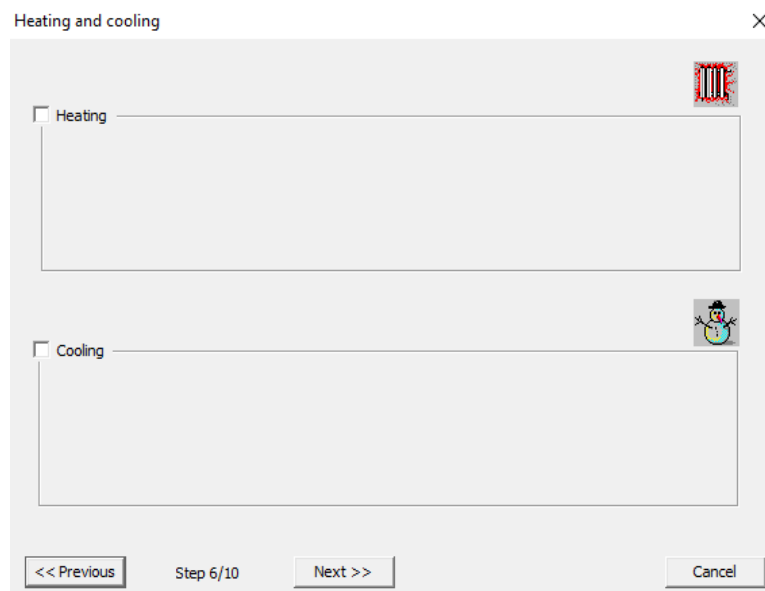 Heating and cooling
Heating
Cooling
<< Previous
Step 6/10
Next >>
Cancel